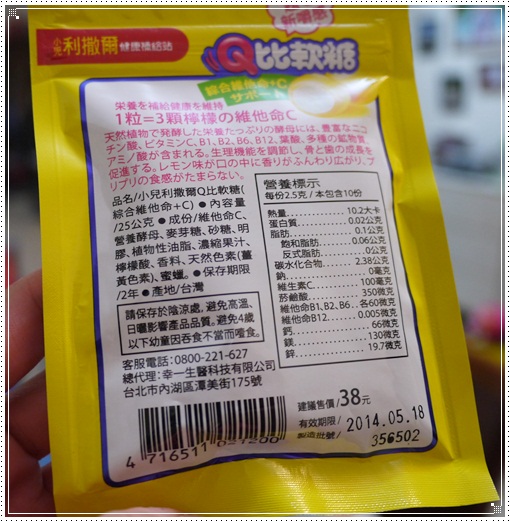 新噴感
小兒利撒爾 健康補給站
Q比軟糖
綜合維他命+C
サポート
栄養を補給健康を維持
1粒=3顆檸檬の維他命C
天然植物で発酵した栄養たっぷりの酵母には、豊富なニコ
チン酸、ビタミンC、B1、B2、B6、B12、葉酸、多種の鉱物質、
アミノ酸が含まれる。生理機能を調節し、骨と歯の成長を
促進する。レモン味が口の中に香りがふんわり広がり、プ
リプリの食感がたまらない。
品名/小兒利撒爾Q比軟糖(
綜合維他命+C) ● 內容量
/25公克 ● 成份/維他命C、
營養酵母、麥芽糖、砂糖、明
膠、植物性油脂、濃縮果汁、
檸檬酸、香料、天然色素(薑
黃色素)、蜜蠟。 ● 保存期限
/2年 ● 產地/台灣
請保存於陰涼處,避免高溫、
日曬影響產品品質。避免4歲
以下幼童因吞食不當而嗆食。
客服電話:0800-221-627
總代理:幸一生醫科技有限公司
台北市內湖區潭美街175號
營養標示
每份2.5克 / 本包含10份
熱量 10.2大卡
蛋白質 0.02公克
脂肪 0.1公克
飽和脂肪 0.06公克
反式脂肪 0公克
碳水化合物 2.38公克
鈉 0毫克
維生素C 100毫克
菸鹼酸 350微克
維他命B1、B2、B6 各60微克
維他命B12 0.005微克
鈣 66微克
鎂 130微克
鋅 19.7微克
建議售價/38元
有效期限/ 2014.05.18
製造批號/ 356502
4 716511